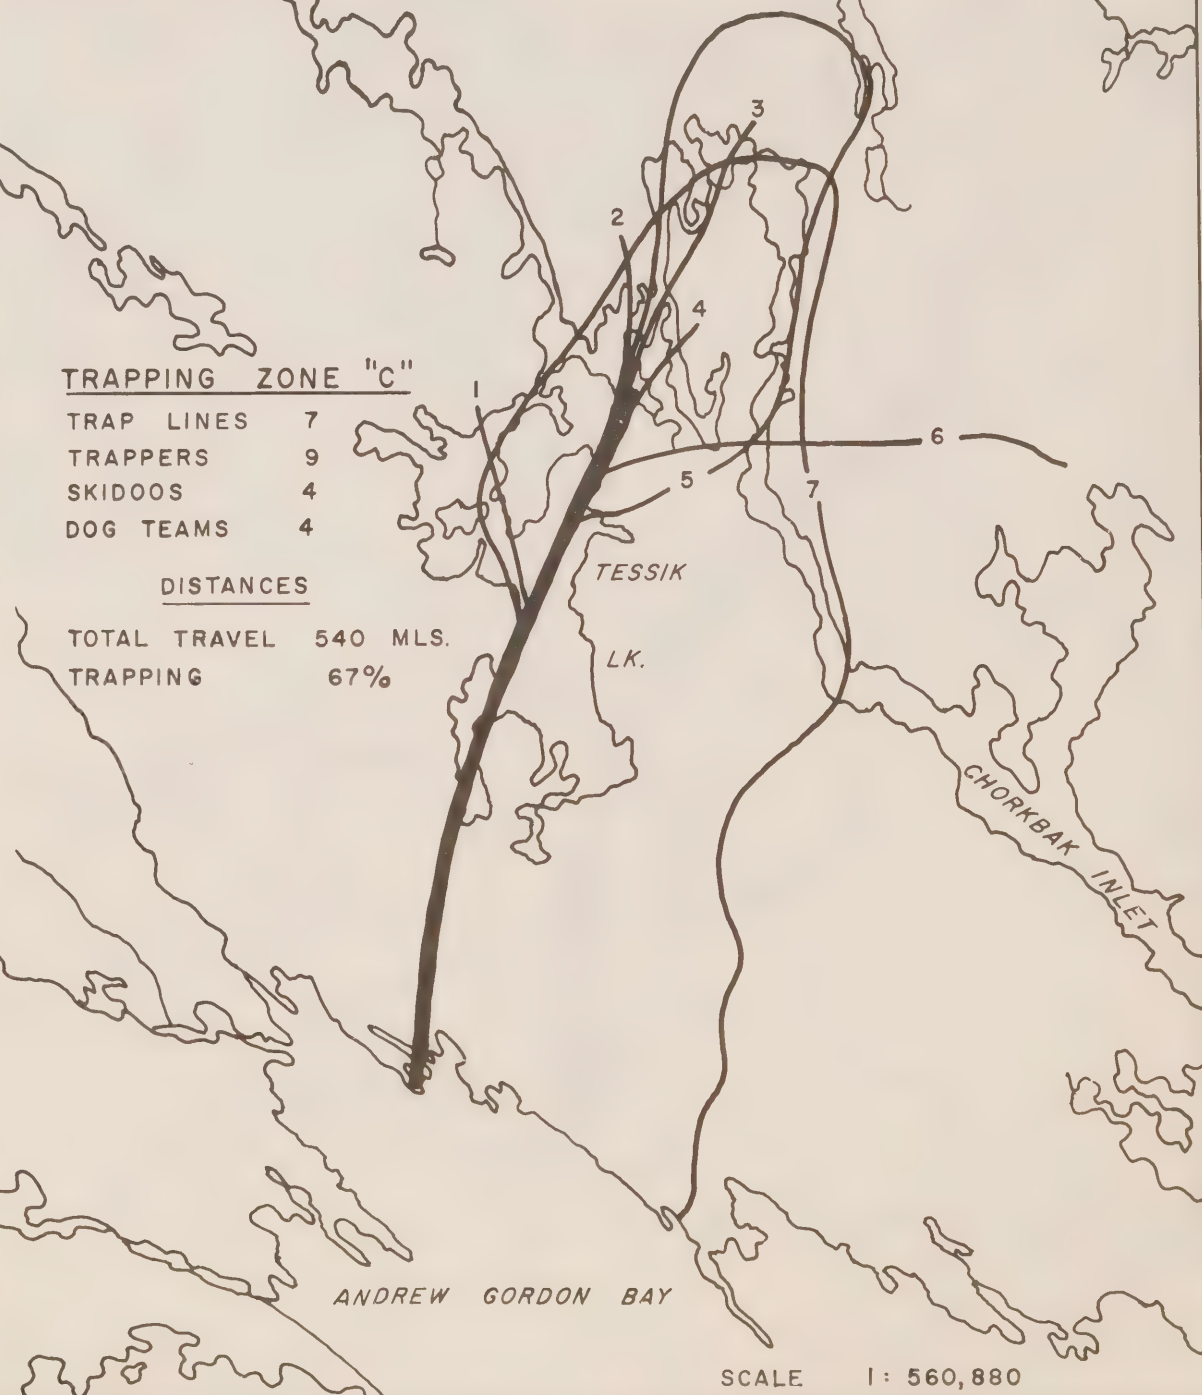 3
2
4
TRAPPING ZONE "C"
1
TRAP LINES 7
TRAPPERS 9
6
SKIDOOS 4
5
7
DOG TEAMS 4
TESSIK
DISTANCES
TOTAL TRAVEL 540 MLS.
LK.
TRAPPING 67%
CHORKBAK INLET
ANDREW GORDON BAY
SCALE 1: 560,880